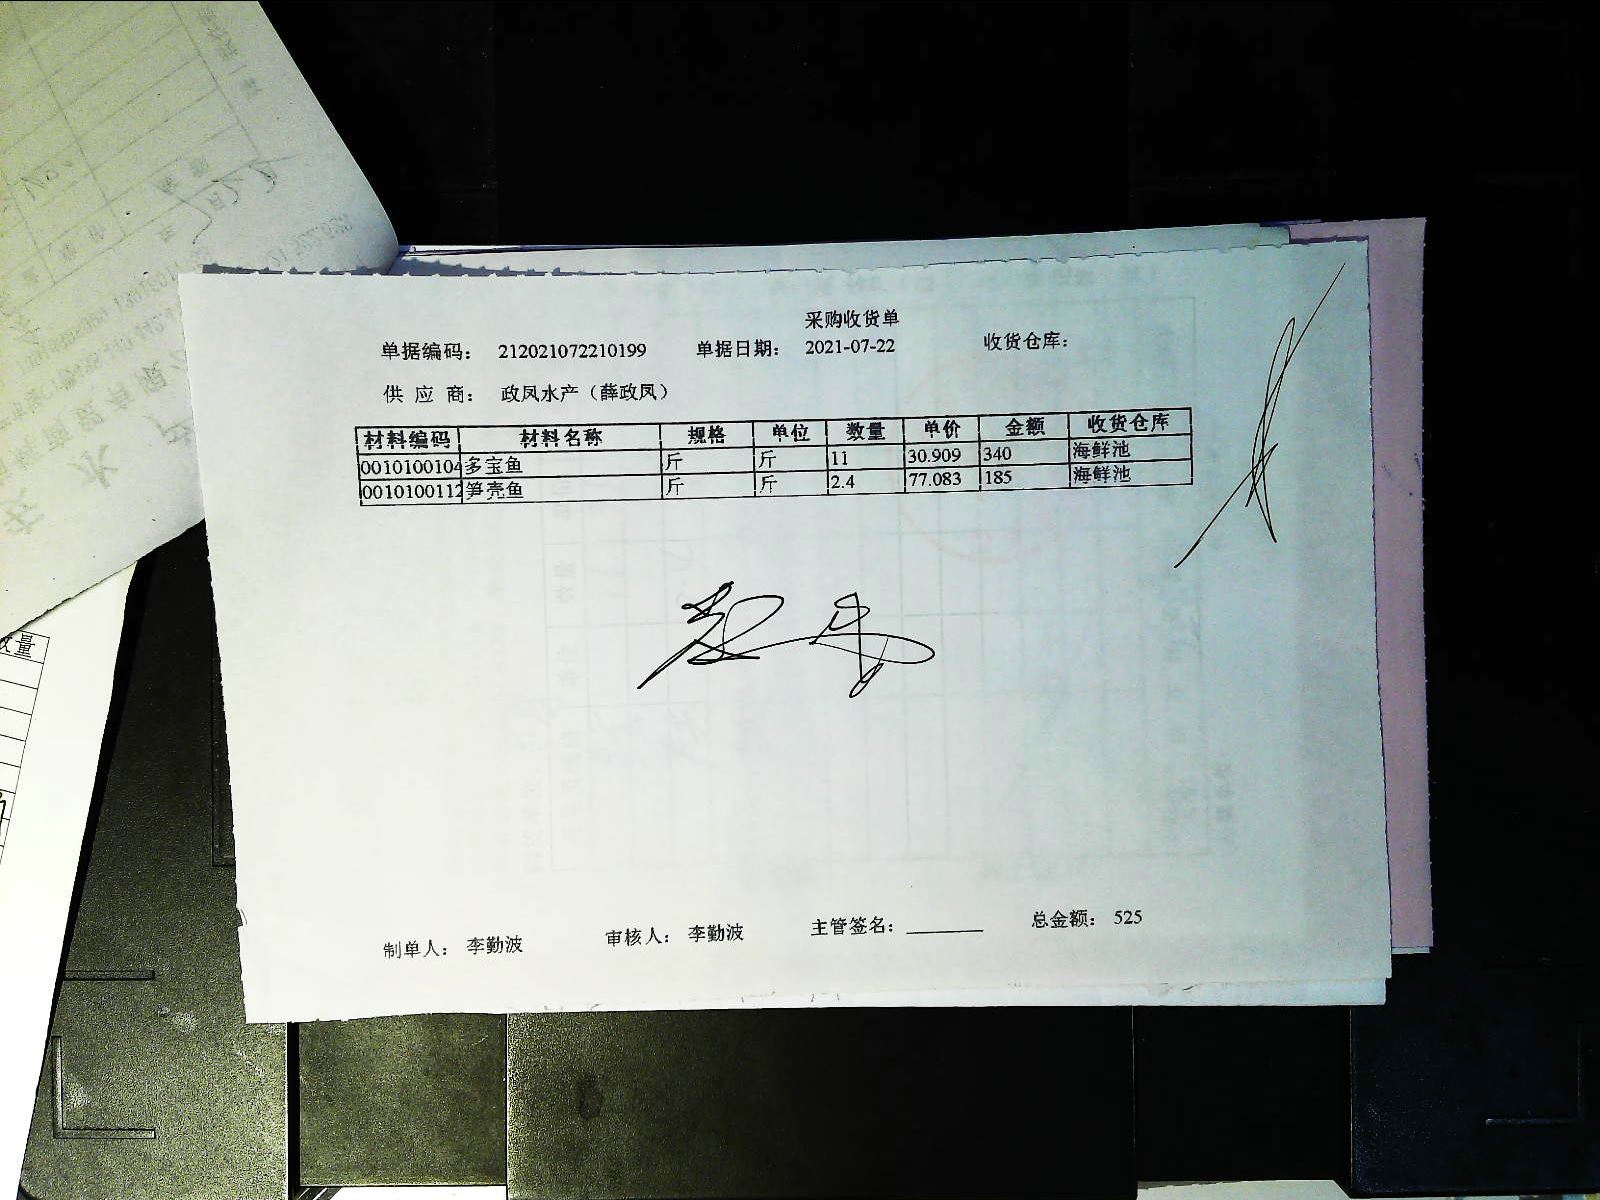 采购收货单
单据编码: 212021072210199 单据日期: 2021-07-22 收货仓库:
供 应 商: 政凤水产（薛政凤）
材料编码 材料名称 规格 单位 数量 单价 金额 收货仓库
0010100104 多宝鱼 斤 斤 11 30.909 340 海鲜池
0010100112 笋壳鱼 斤 斤 2.4 77.083 185 海鲜池
制单人: 李勤波 审核人: 李勤波 主管签名: 总金额: 525
数量